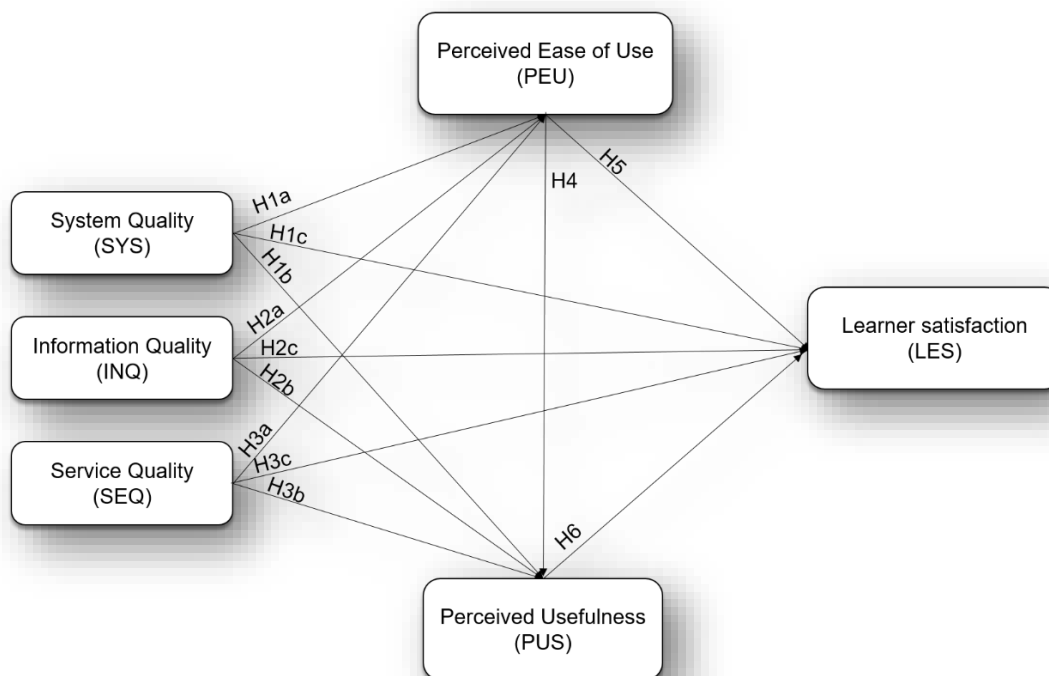 Perceived Ease of Use
(PEU)
H5
H4
H1a
System Quality
(SYS)
H1c
H1b
Learner satisfaction
(LES)
H2a
Information Quality
(INQ)
H2c
H2b
H3a
Service Quality
(SEQ)
H3c
H3b
H6
Perceived Usefulness
(PUS)